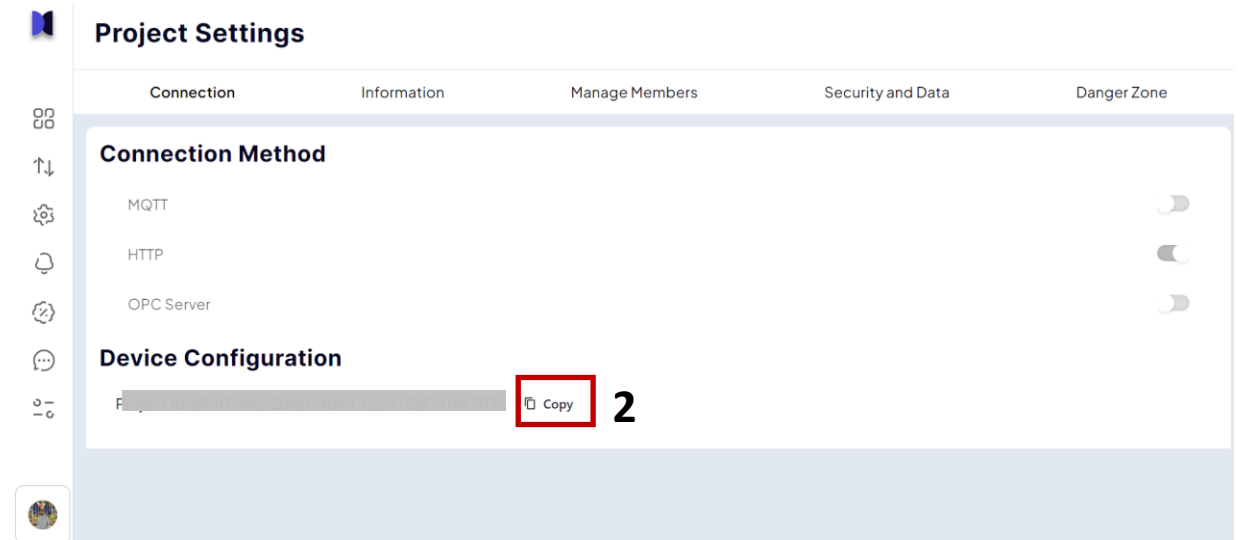 Project Settings
Connection Information Manage Members Security and Data Danger Zone
Connection Method
MQTT
HTTP
OPC Server
Device Configuration
Copy 2